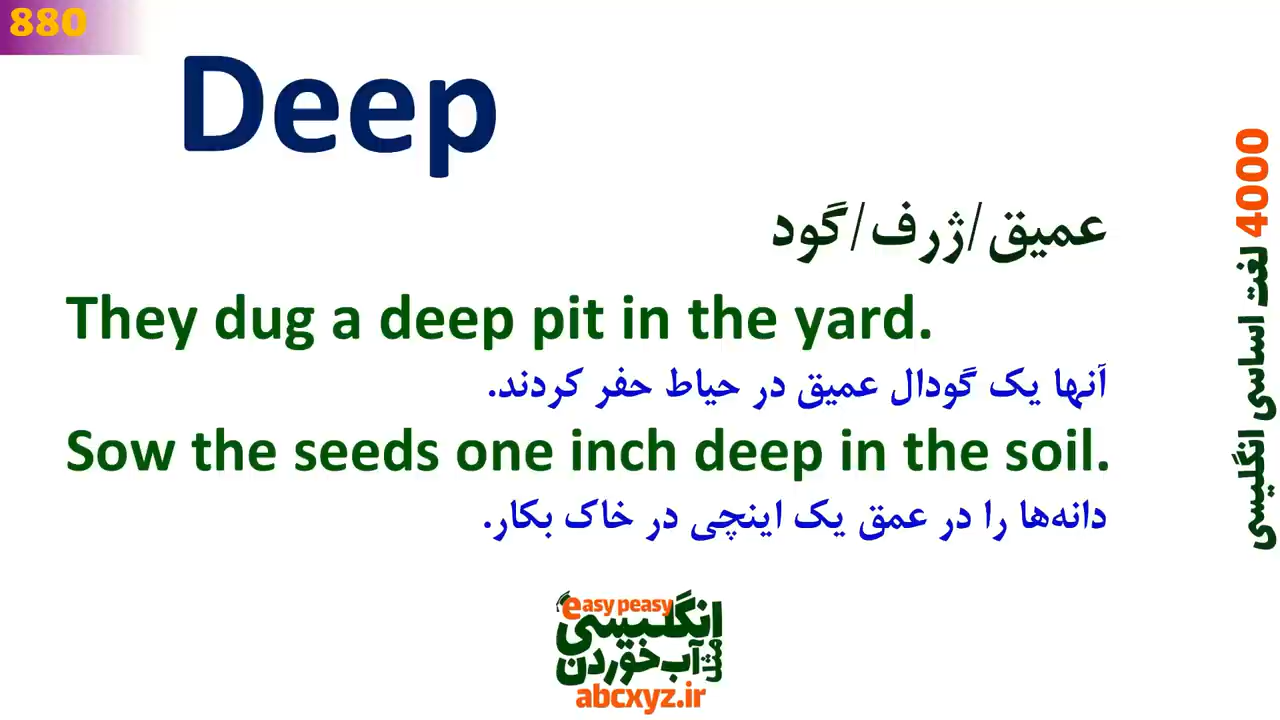 880
Deep
عمیق/ژرف/گود
They dug a deep pit in the yard.
آنها یک گودال عمیق در حیاط حفر کردند.
Sow the seeds one inch deep in the soil.
دانه‌ها را در عمق یک اینچی در خاک بکار.
4000 لغت اساسی انگلیسی
easy peasy
انگلیسی
مثل آب خوردن
abcxyz.ir